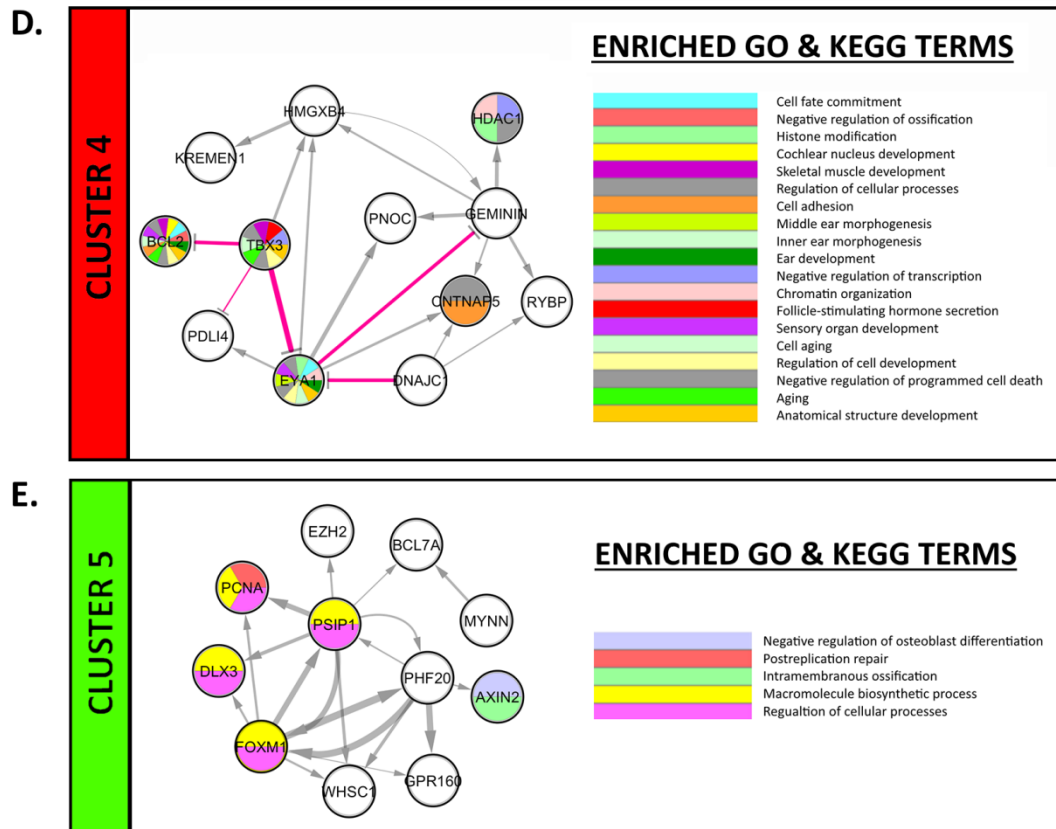 D.
CLUSTER 4
ENRICHED GO & KEGG TERMS
HMGXB4
HDAC1
KREMEN1
PNOC
GEMININ
BCL2
TBX3
CNTNAP5
RYBP
PDLI4
EYA1
DNAJC1
Cell fate commitment
Negative regulation of ossification
Histone modification
Cochlear nucleus development
Skeletal muscle development
Regulation of cellular processes
Cell adhesion
Middle ear morphogenesis
Inner ear morphogenesis
Ear development
Negative regulation of transcription
Chromatin organization
Follicle-stimulating hormone secretion
Sensory organ development
Cell aging
Regulation of cell development
Negative regulation of programmed cell death
Aging
Anatomical structure development
E.
CLUSTER 5
ENRICHED GO & KEGG TERMS
EZH2
BCL7A
PCNA
PSIP1
MYNN
DLX3
PHF20
AXIN2
FOXM1
WHSC1
GPR160
Negative regulation of osteoblast differentiation
Postreplication repair
Intramembranous ossification
Macromolecule biosynthetic process
Regualtion of cellular processes